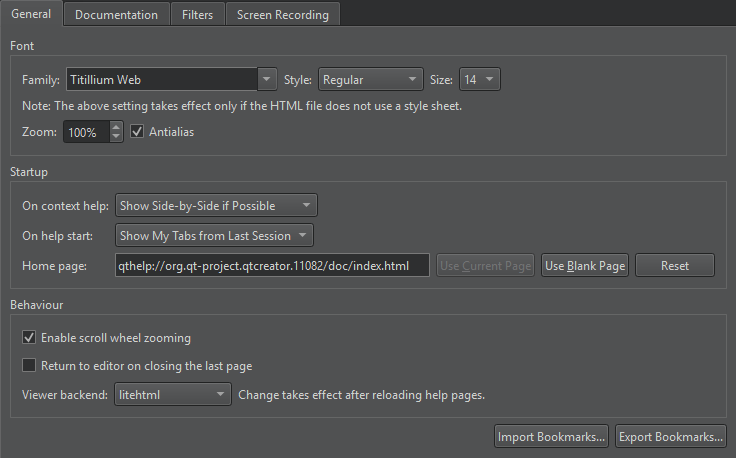 General Documentation Filters Screen Recording
Font
Family: Titillium Web Style: Regular Size: 14
Note: The above setting takes effect only if the HTML file does not use a style sheet.
Zoom: 100% Antialias
Startup
On context help: Show Side-by-Side if Possible
On help start: Show My Tabs from Last Session
Home page: qthelp://org.qt-project.qtcreator.11082/doc/index.html Use Current Page Use Blank Page Reset
Behaviour
Enable scroll wheel zooming
Return to editor on closing the last page
Viewer backend: litehtml Change takes effect after reloading help pages.
Import Bookmarks... Export Bookmarks...